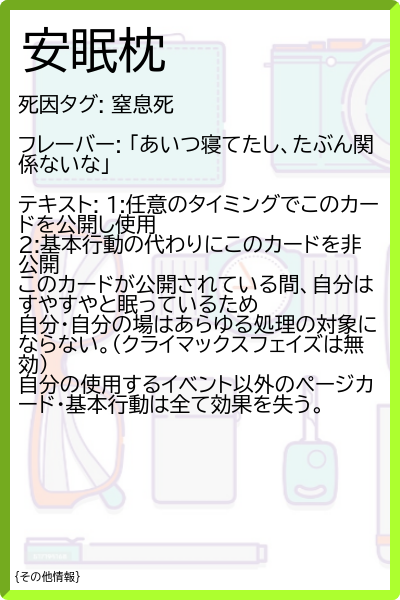 安眠枕
死因タグ: 窒息死
フレーバー: 「あいつ寝てたし、たぶん関
係ないな」
テキスト: 1:任意のタイミングでこのカー
ドを公開し使用
2:基本行動の代わりにこのカードを非
公開
このカードが公開されている間、自分は
すやすやと眠っているため
自分・自分の場はあらゆる処理の対象に
ならない。(クライマックスフェイズは無
効)
自分の使用するイベント以外のページカ
ード・基本行動は全て効果を失う。
{その他情報}